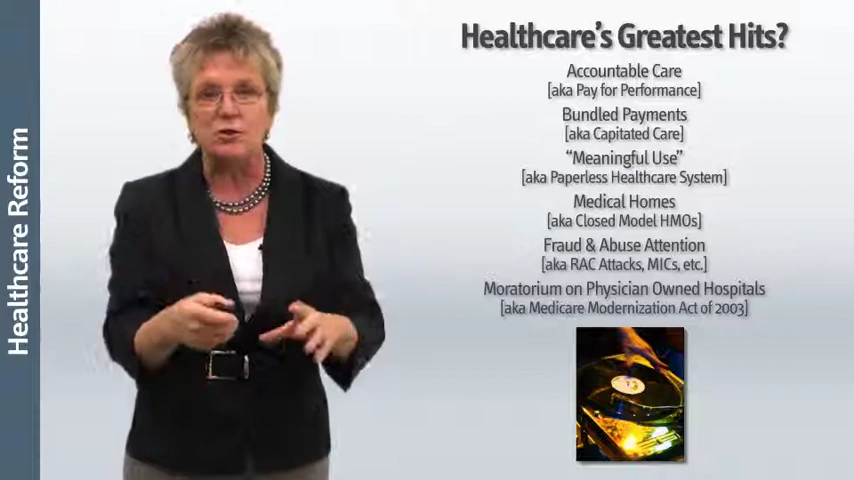 Healthcare Reform
Healthcare's Greatest Hits?
Accountable Care
[aka Pay for Performance]
Bundled Payments
[aka Capitated Care]
“Meaningful Use”
[aka Paperless Healthcare System]
Medical Homes
[aka Closed Model HMOs]
Fraud & Abuse Attention
[aka RAC Attacks, MICs, etc.]
Moratorium on Physician Owned Hospitals
[aka Medicare Modernization Act of 2003]